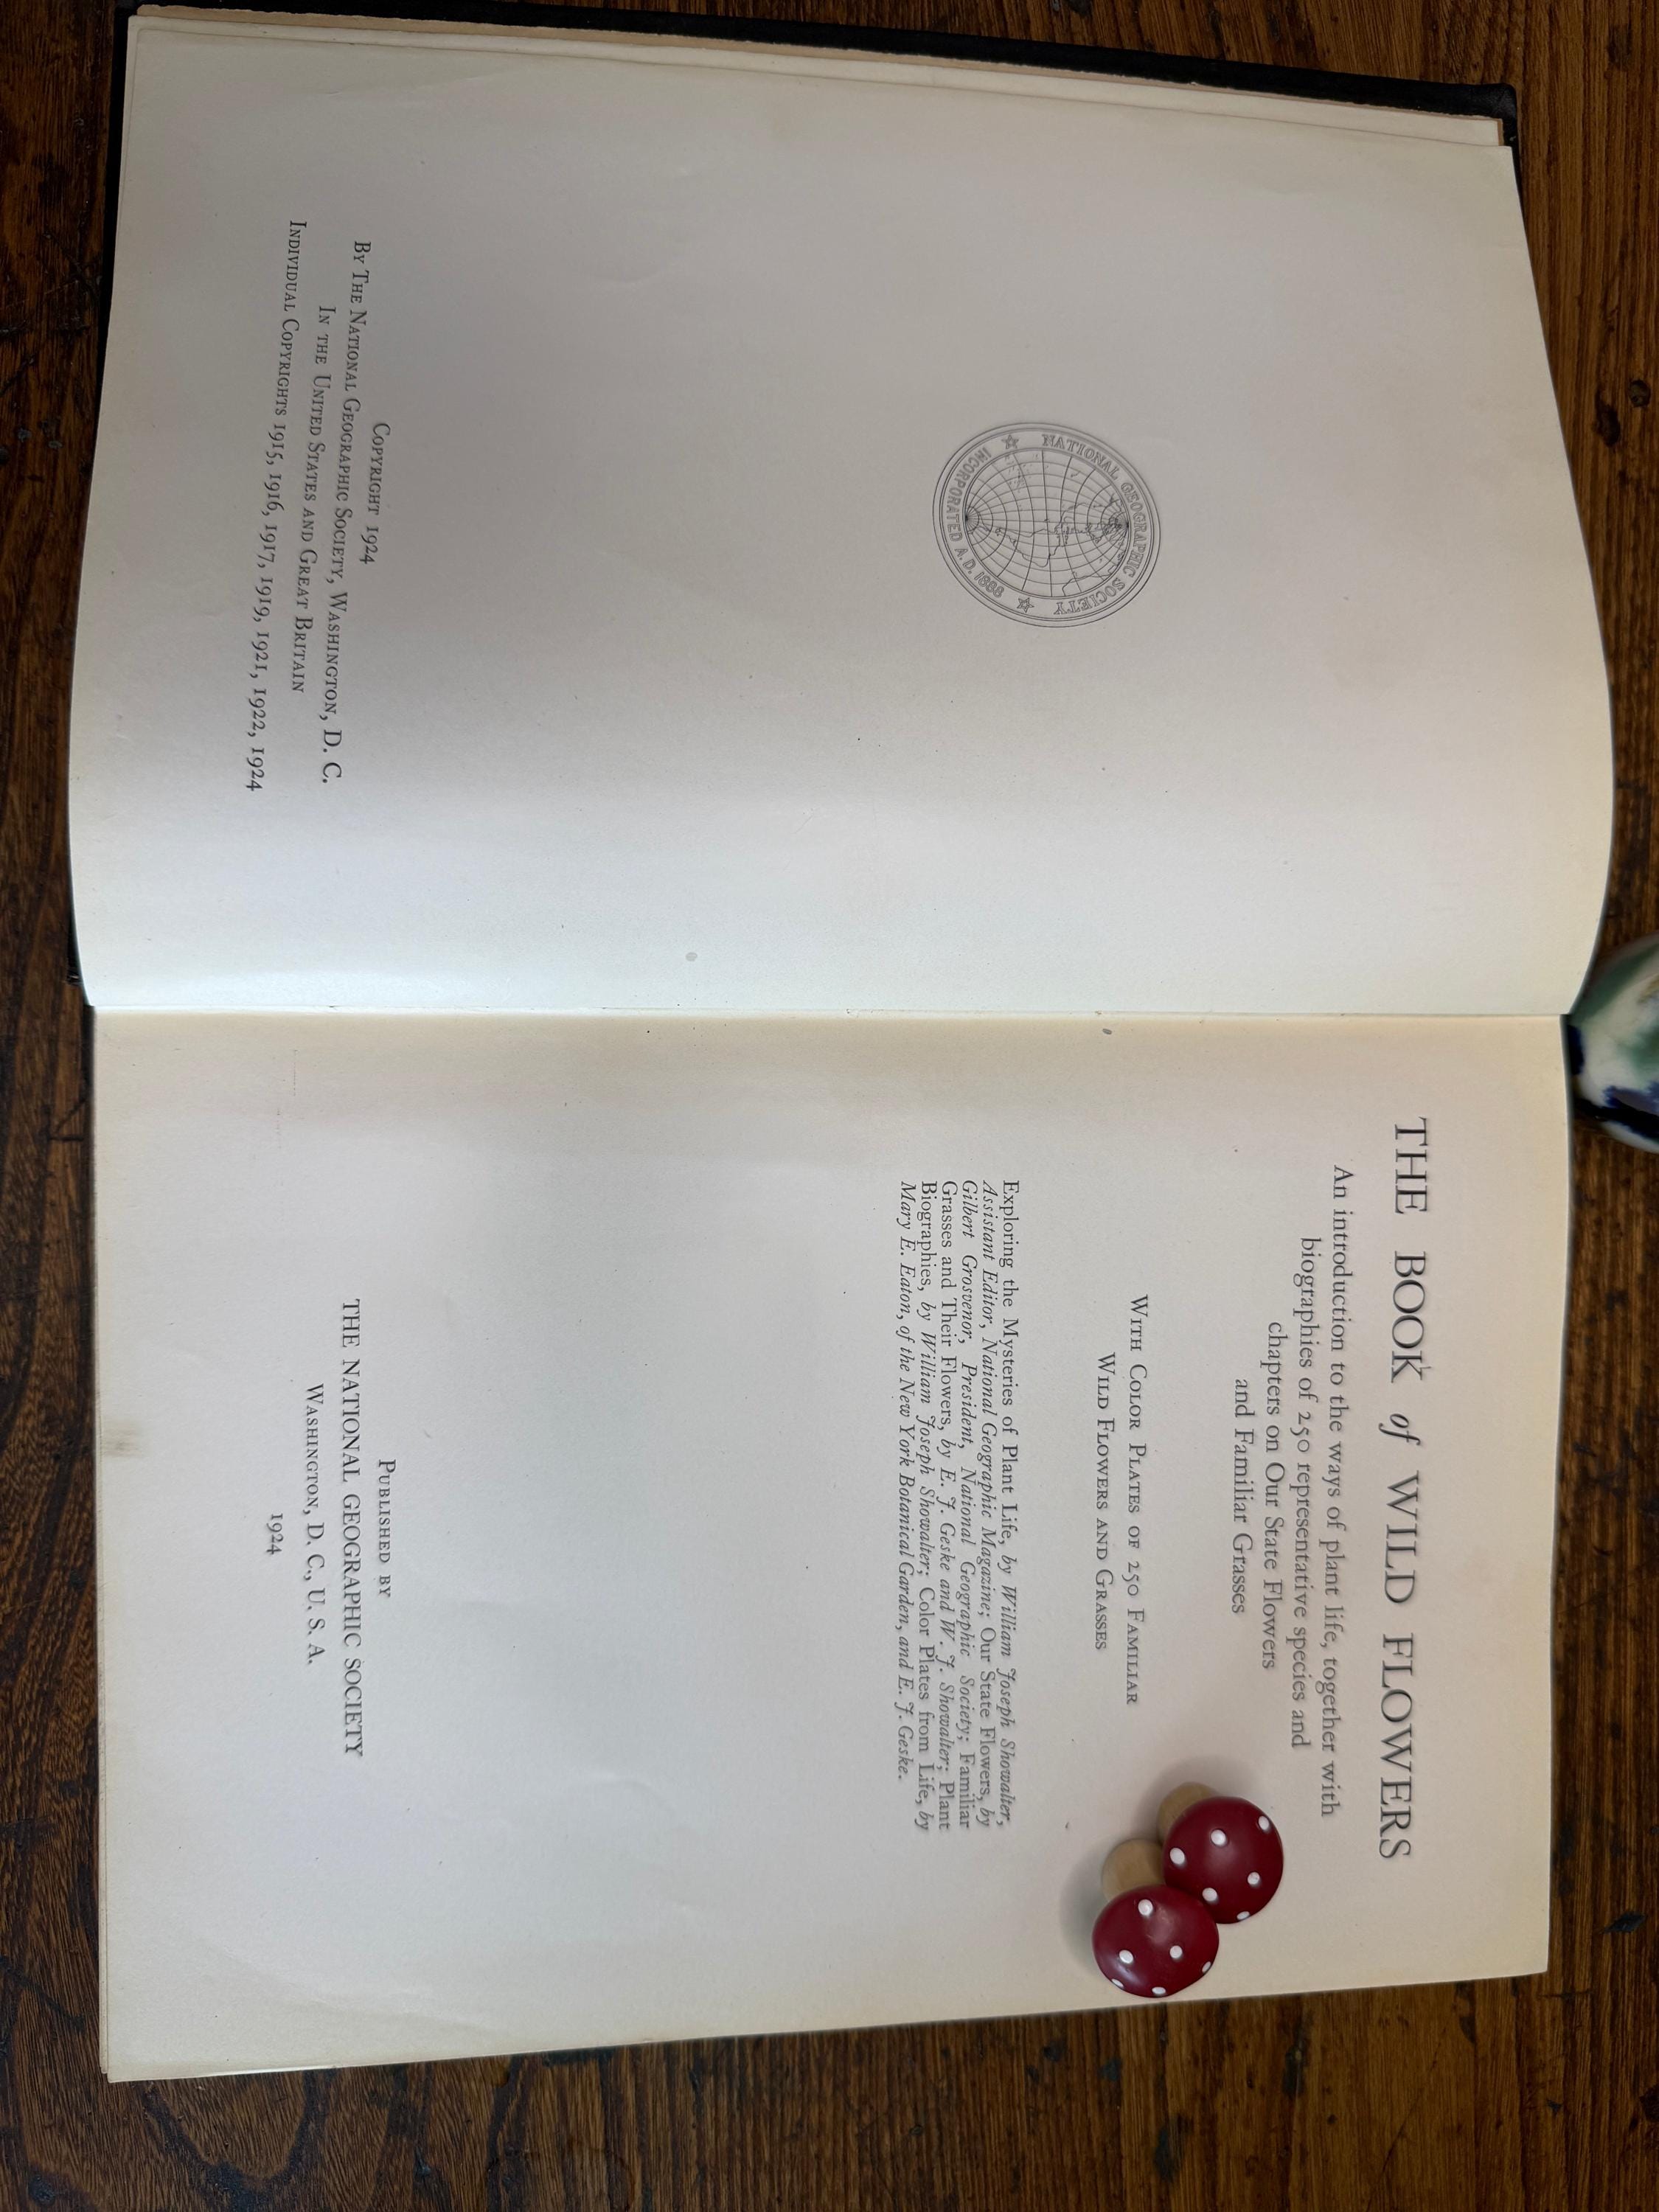 NATIONAL GEOGRAPHIC SOCIETY
INCORPORATED A.D. 1888
Copyright 1924
By The National Geographic Society, Washington, D. C.
In the United States and Great Britain
Individual Copyrights 1915, 1916, 1917, 1919, 1921, 1922, 1924
THE BOOK of WILD FLOWERS
An introduction to the ways of plant life, together with
biographies of 250 representative species and
chapters on Our State Flowers
and Familiar Grasses
With Color Plates of 250 Familiar
Wild Flowers and Grasses
Exploring the Mysteries of Plant Life, by William Joseph Showalter,
Assistant Editor, National Geographic Magazine; Our State Flowers, by
Gilbert Grosvenor, President, National Geographic Society; Familiar
Grasses and Their Flowers, by E. J. Geske and W. J. Showalter; Plant
Biographies, by William Joseph Showalter; Color Plates from Life, by
Mary E. Eaton, of the New York Botanical Garden, and E. J. Geske.
Published by
THE NATIONAL GEOGRAPHIC SOCIETY
Washington, D. C., U. S. A.
1924